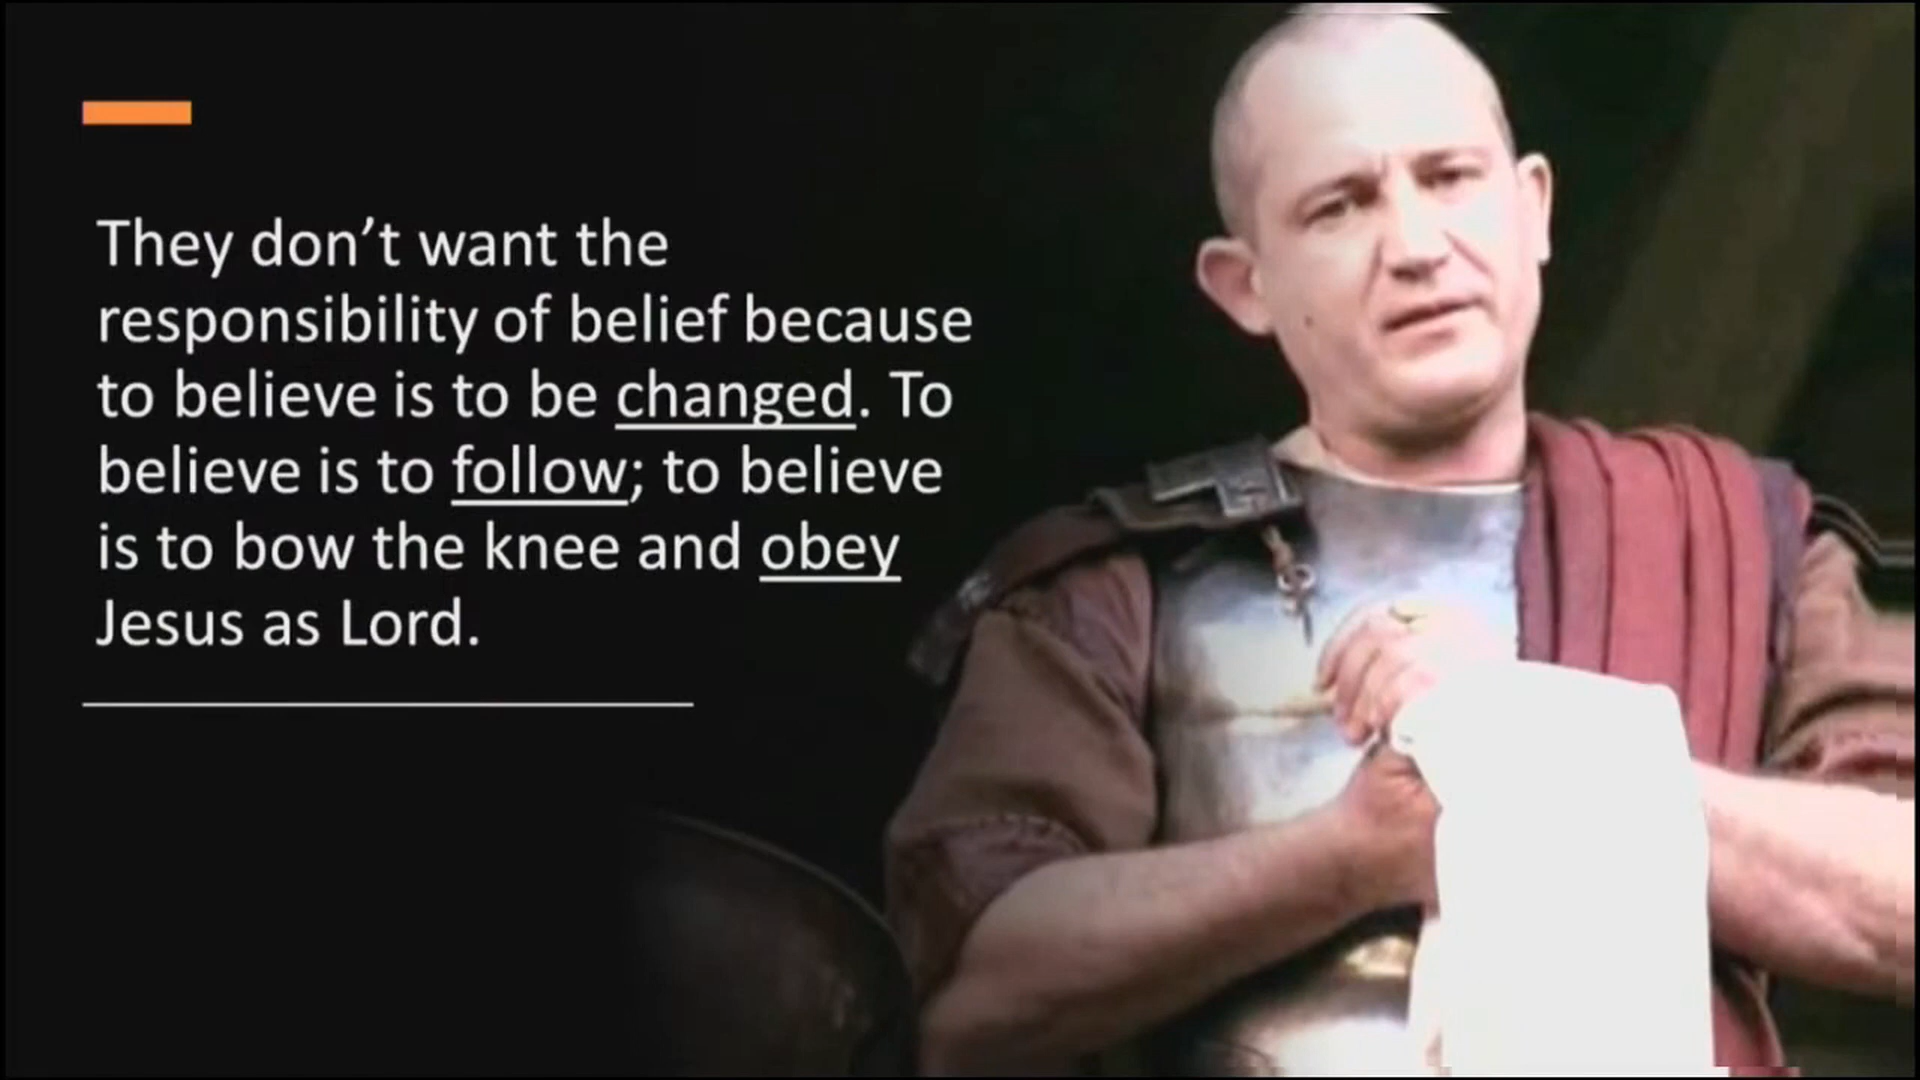 They don’t want the
responsibility of belief because
to believe is to be changed. To
believe is to follow; to believe
is to bow the knee and obey
Jesus as Lord.